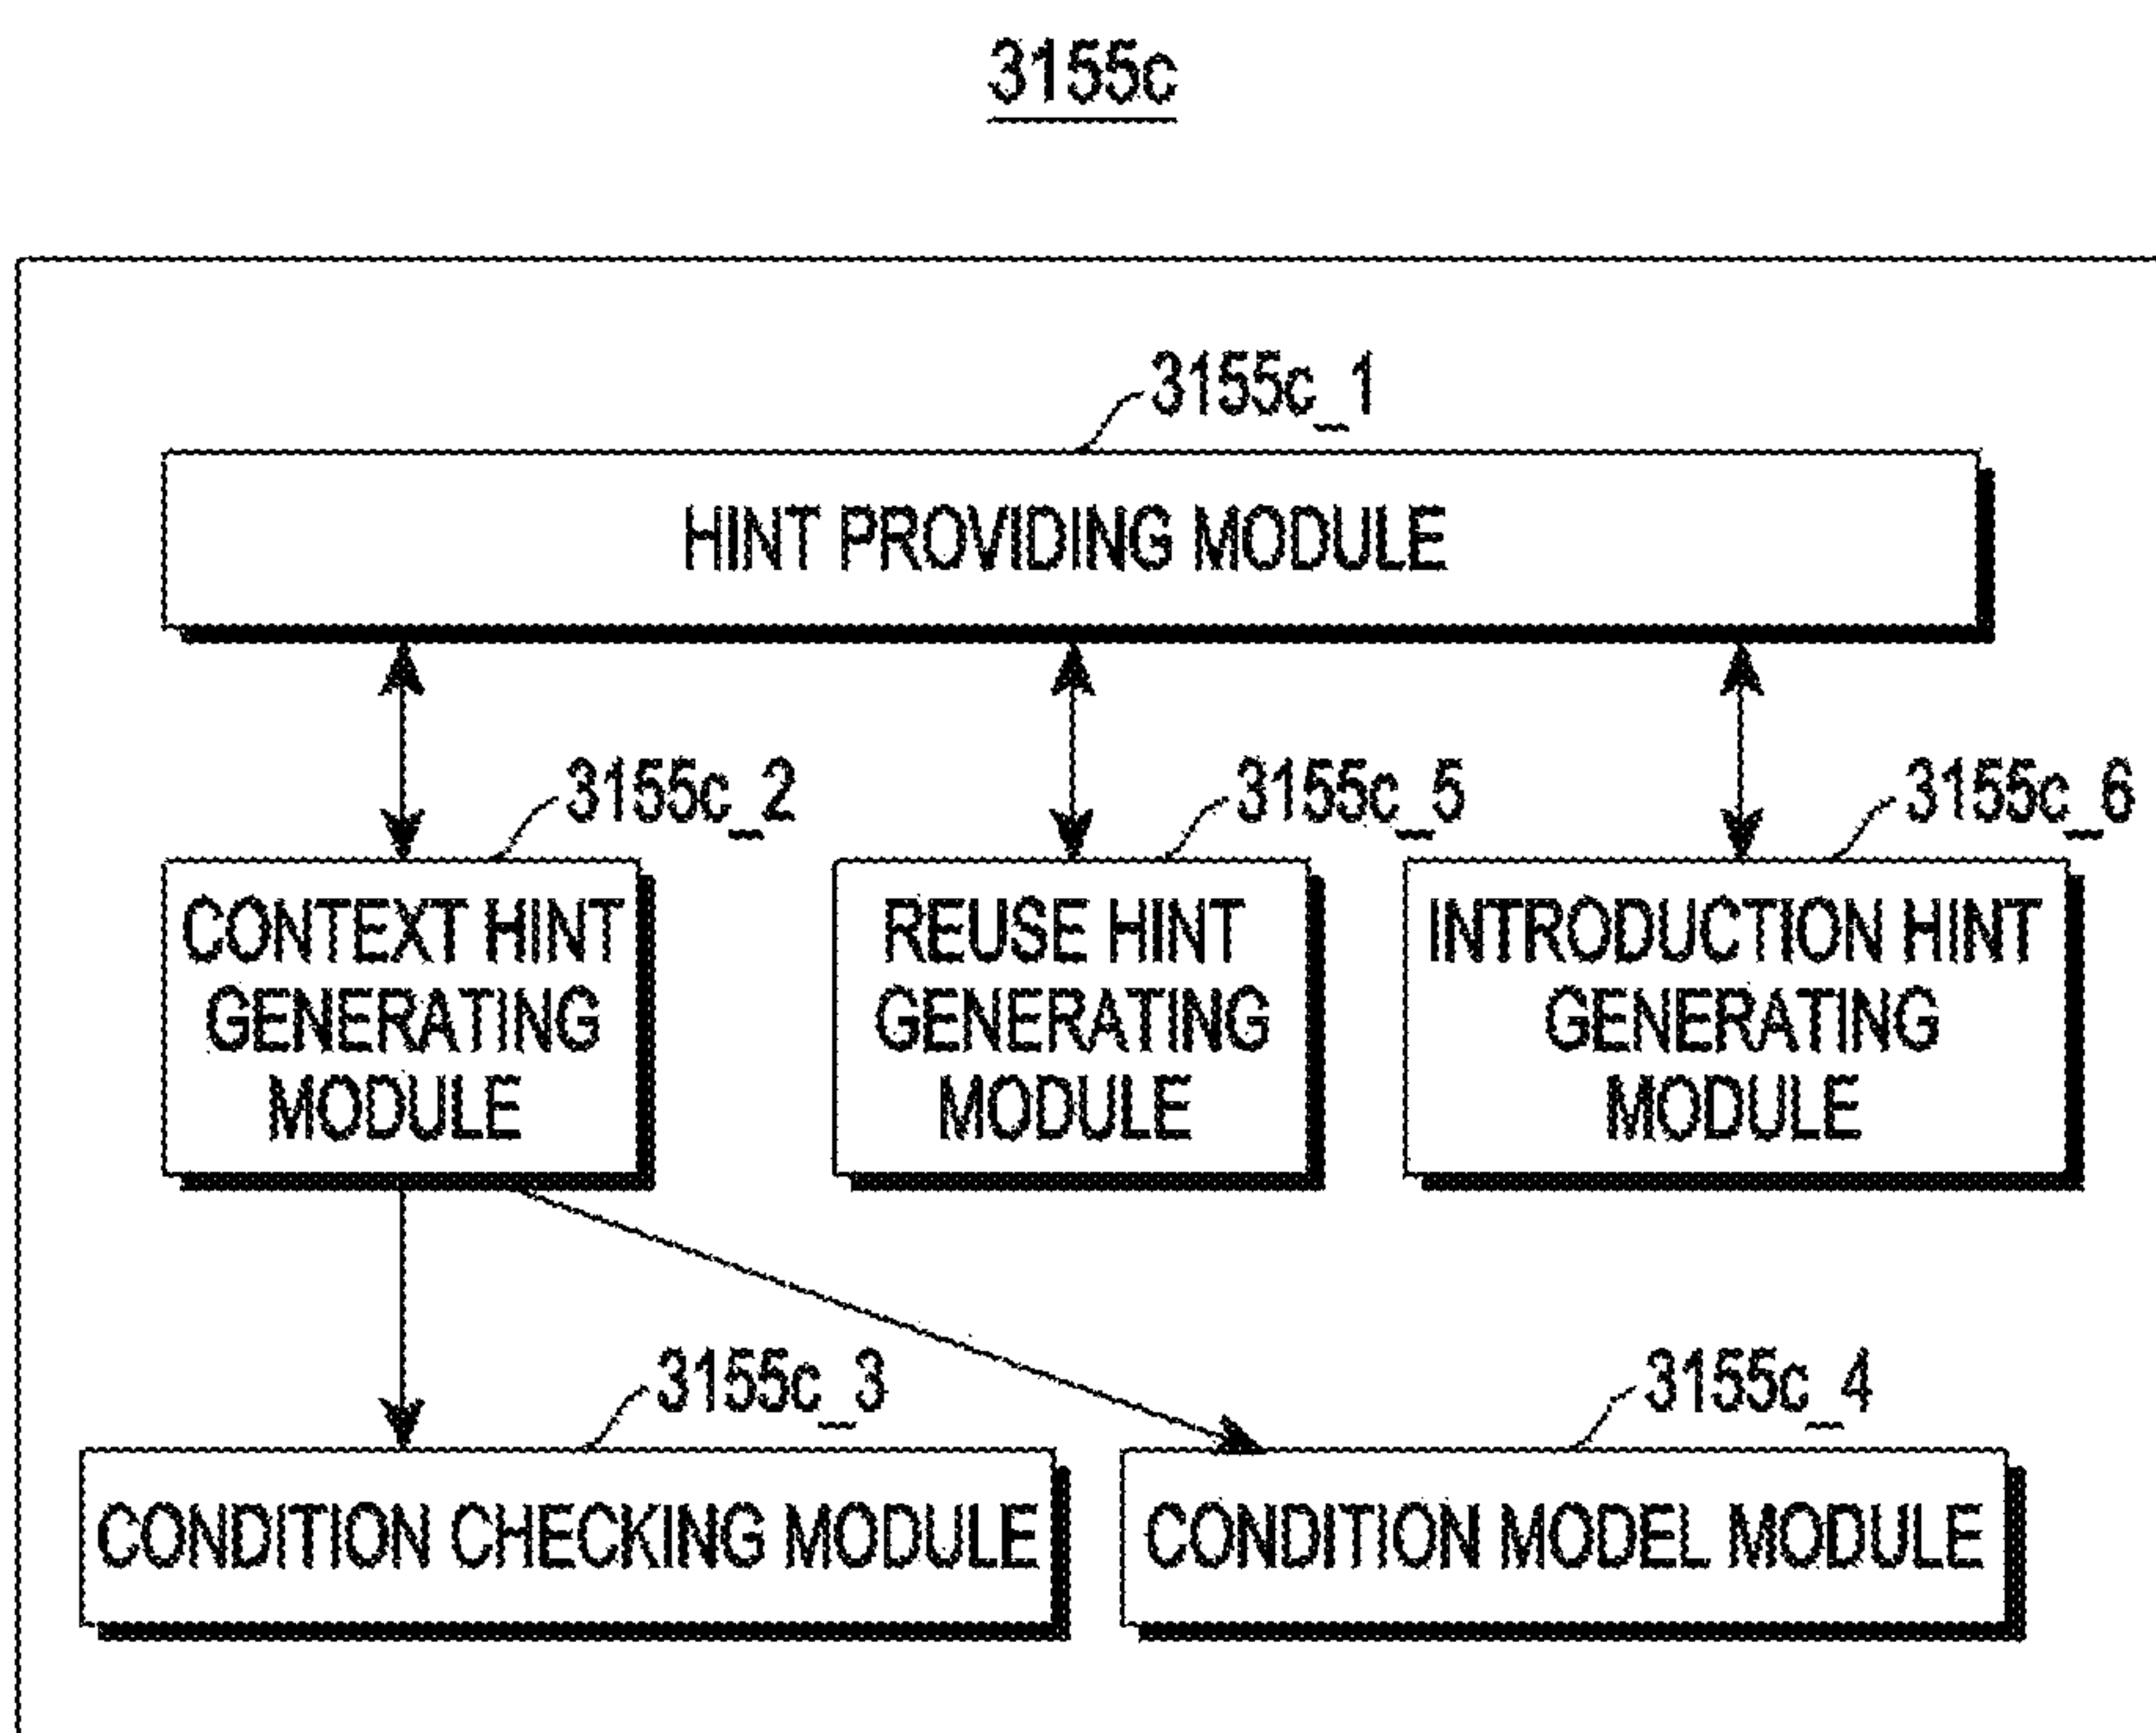 3155c
3155c_1
HINT PROVIDING MODULE
3155c_2
3155c_5
3155c_6
CONTEXT HINT
GENERATING
MODULE
REUSE HINT
GENERATING
MODULE
INTRODUCTION HINT
GENERATING
MODULE
3155c_3
3155c_4
CONDITION CHECKING MODULE
CONDITION MODEL MODULE